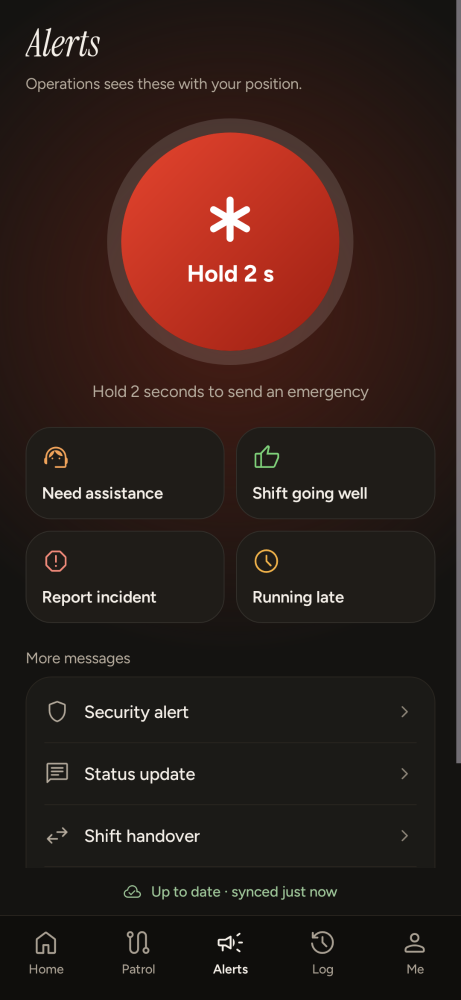 Alerts
Operations sees these with your position.
Hold 2 s
Hold 2 seconds to send an emergency
Need assistance
Shift going well
Report incident
Running late
More messages
Security alert
Status update
Shift handover
Up to date · synced just now
Home
Patrol
Alerts
Log
Me